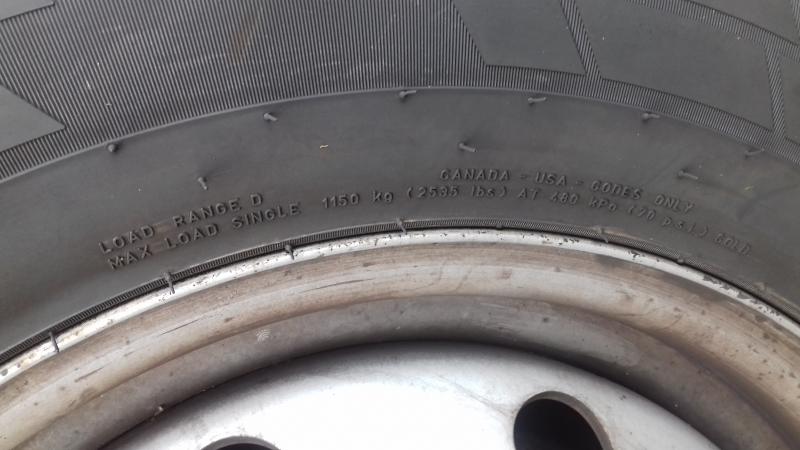 CANADA - USA - CODES ONLY
LOAD RANGE D
MAX LOAD SINGLE 1150 kg (2535 lbs) AT 480 kPa (70 p.s.i.) COLD